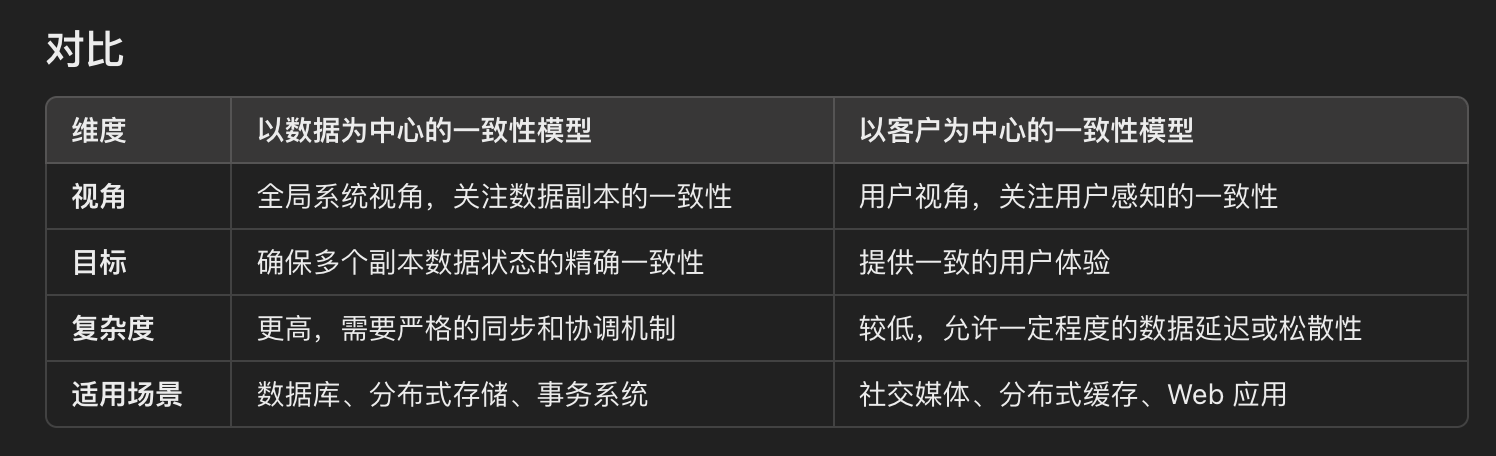 对比
维度 以数据为中心的一致性模型 以客户为中心的一致性模型
视角 全局系统视角，关注数据副本的一致性 用户视角，关注用户感知的一致性
目标 确保多个副本数据状态的精确一致性 提供一致的用户体验
复杂度 更高，需要严格的同步和协调机制 较低，允许一定程度的数据延迟或松散性
适用场景 数据库、分布式存储、事务系统 社交媒体、分布式缓存、Web 应用